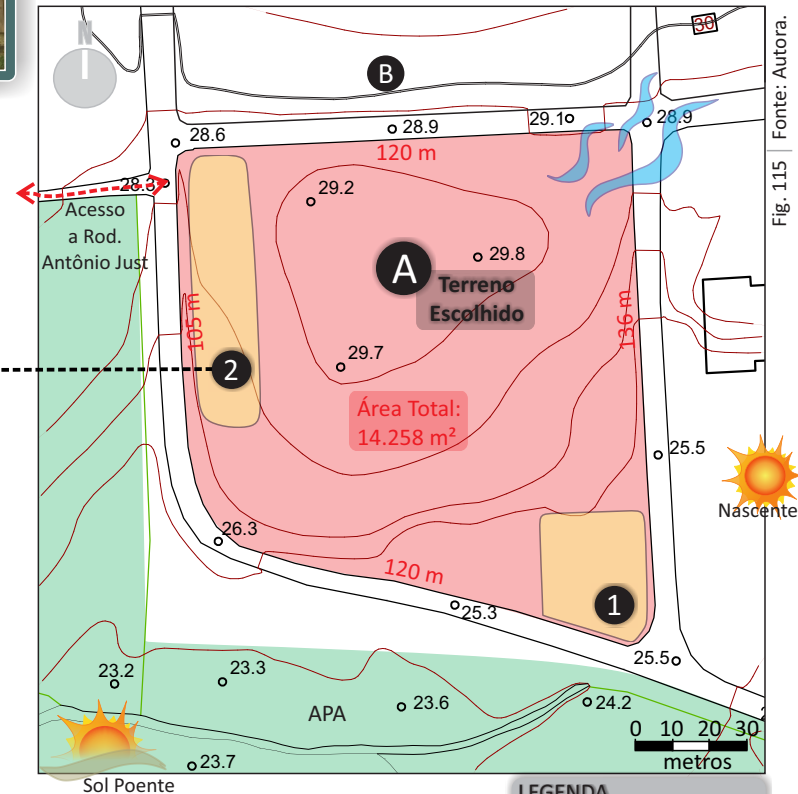 N
30
B
Fig. 115 | Fonte: Autora.
28.6
28.9
29.1
28.9
120 m
28.3
Acesso
a Rod.
Antônio Just
29.2
29.8
A
Terreno
Escolhido
105 m
136 m
29.7
2
Área Total:
14.258 m²
25.5
Nascente
26.3
120 m
25.3
1
25.5
23.2
23.3
23.6
APA
24.2
0 10 20 30
metros
23.7
Sol Poente
LEGENDA